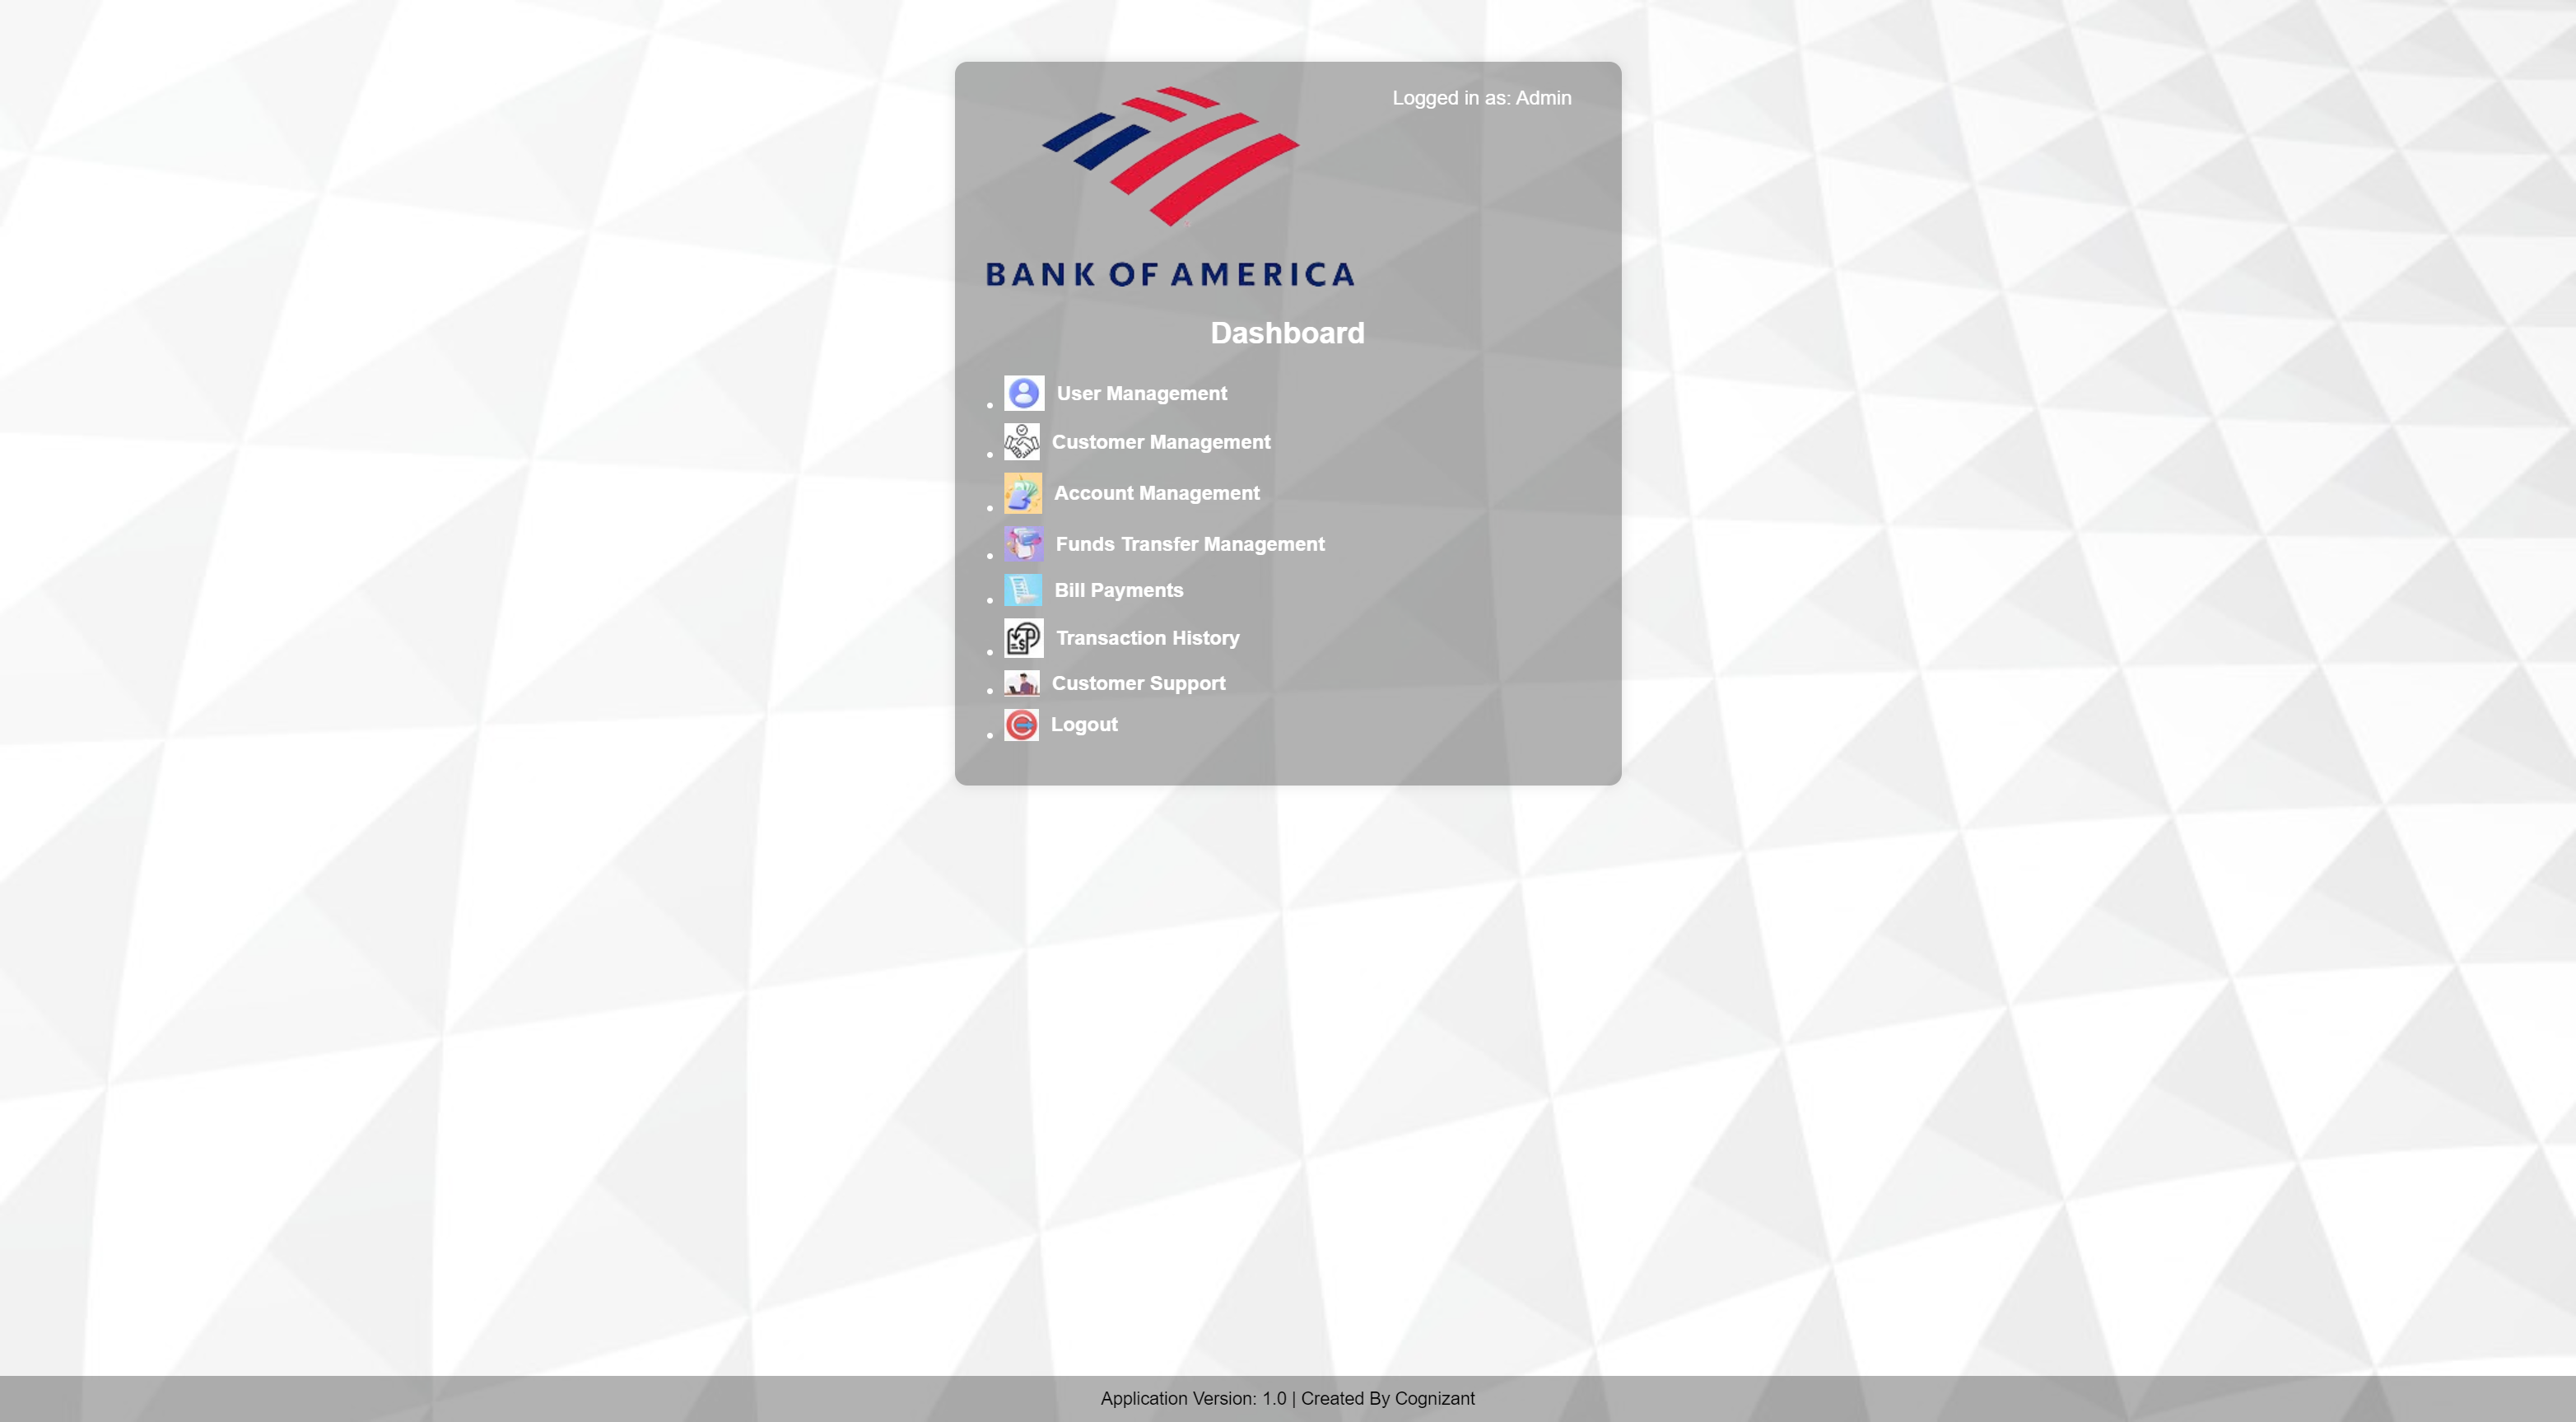 Logged in as: Admin
BANK OF AMERICA
Dashboard
User Management
Customer Management
Account Management
Funds Transfer Management
Bill Payments
Transaction History
Customer Support
Logout
Application Version: 1.0 | Created By Cognizant